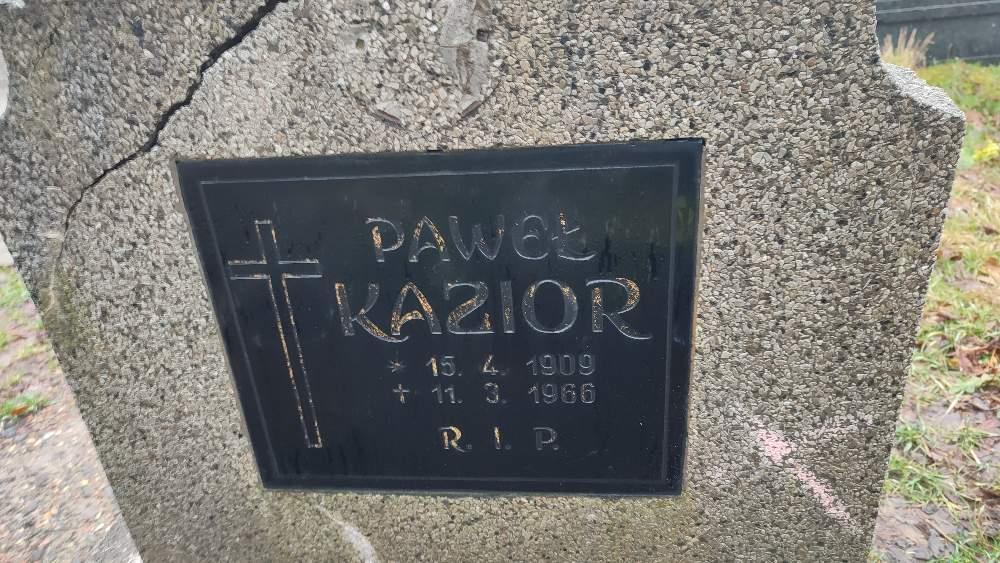 PAWEŁ
KAZIOR
* 15. 4. 1909
+ 11. 3. 1966
R. I. P.